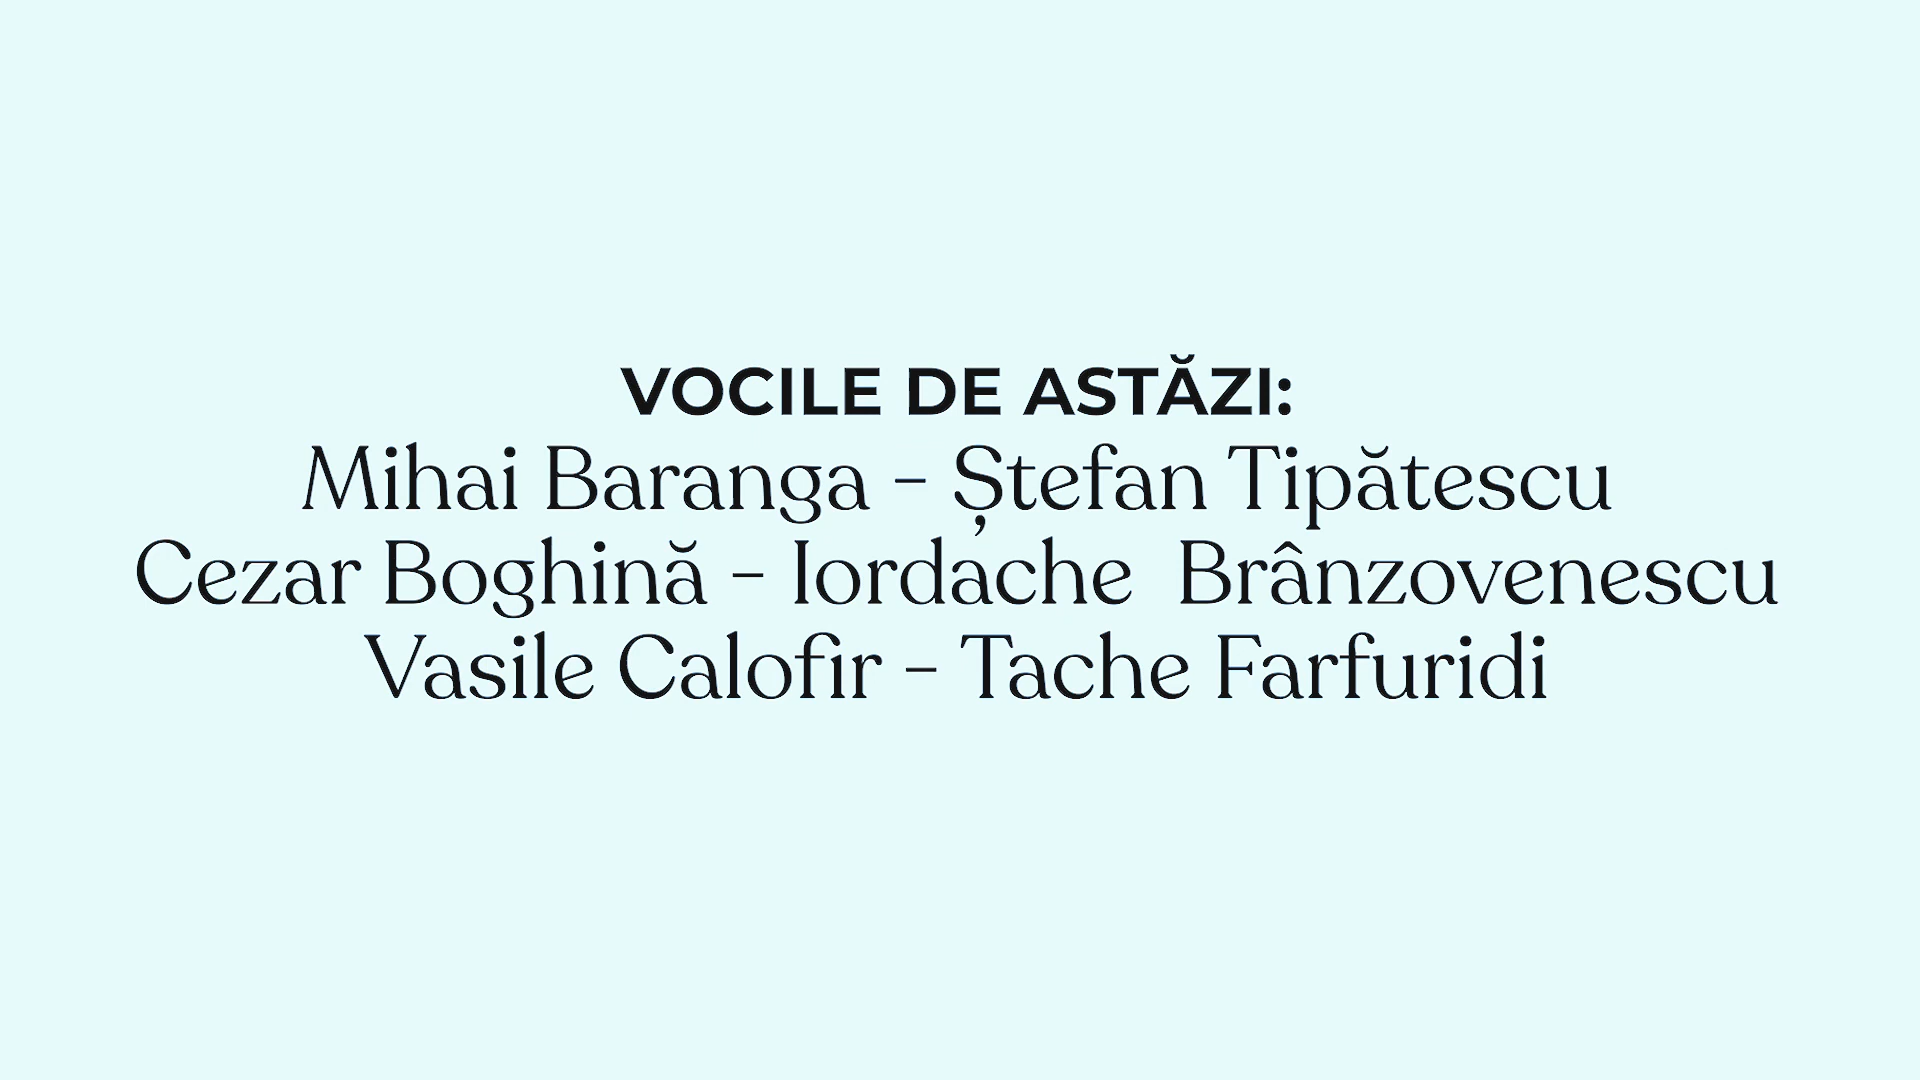 VOCILE DE ASTĂZI:
Mihai Baranga - Ștefan Tipătescu
Cezar Boghină - Iordache  Brânzovenescu
Vasile Calofir - Tache Farfuridi